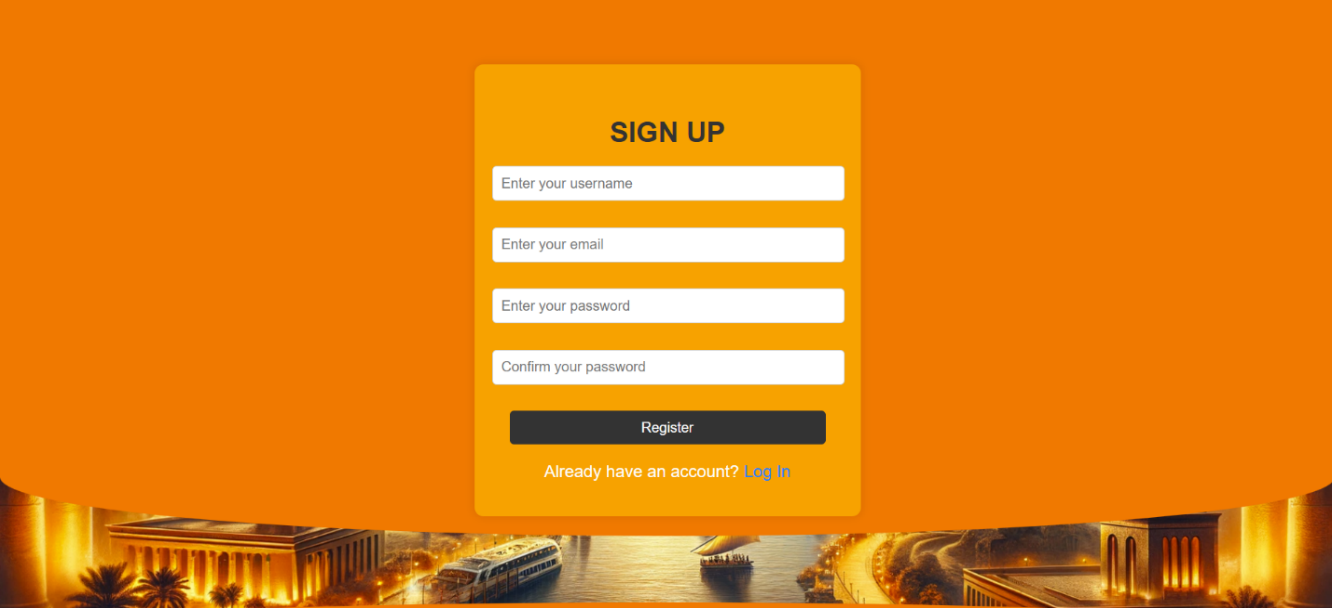 SIGN UP
Enter your username
Enter your email
Enter your password
Confirm your password
Register
Already have an account? Log In